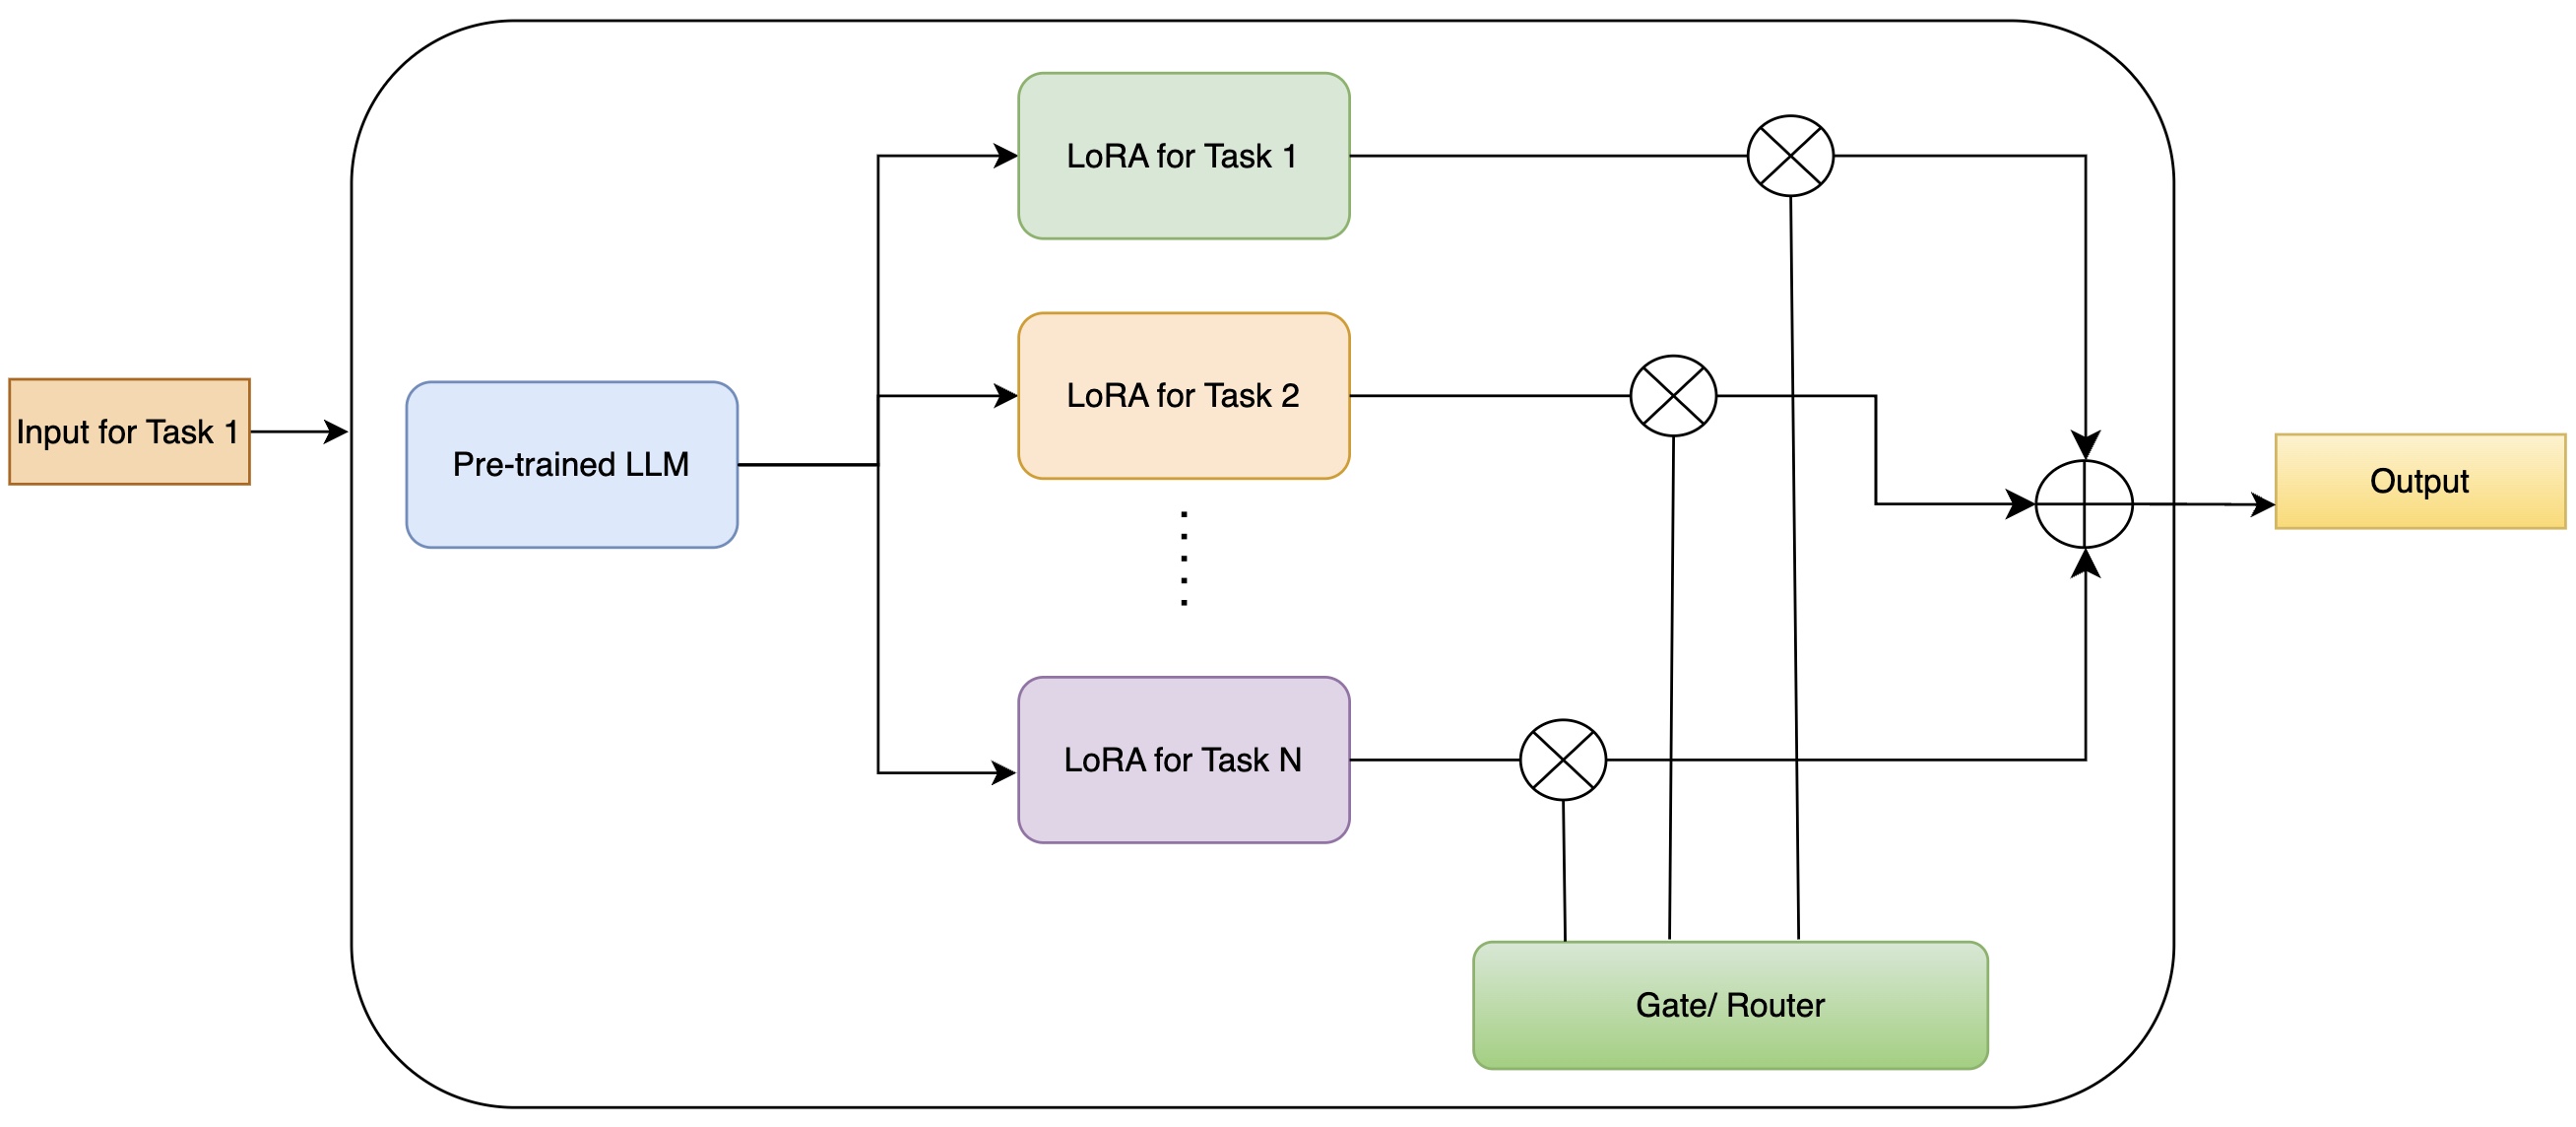 Input for Task 1
Pre-trained LLM
LoRA for Task 1
LoRA for Task 2
LoRA for Task N
Gate/ Router
Output